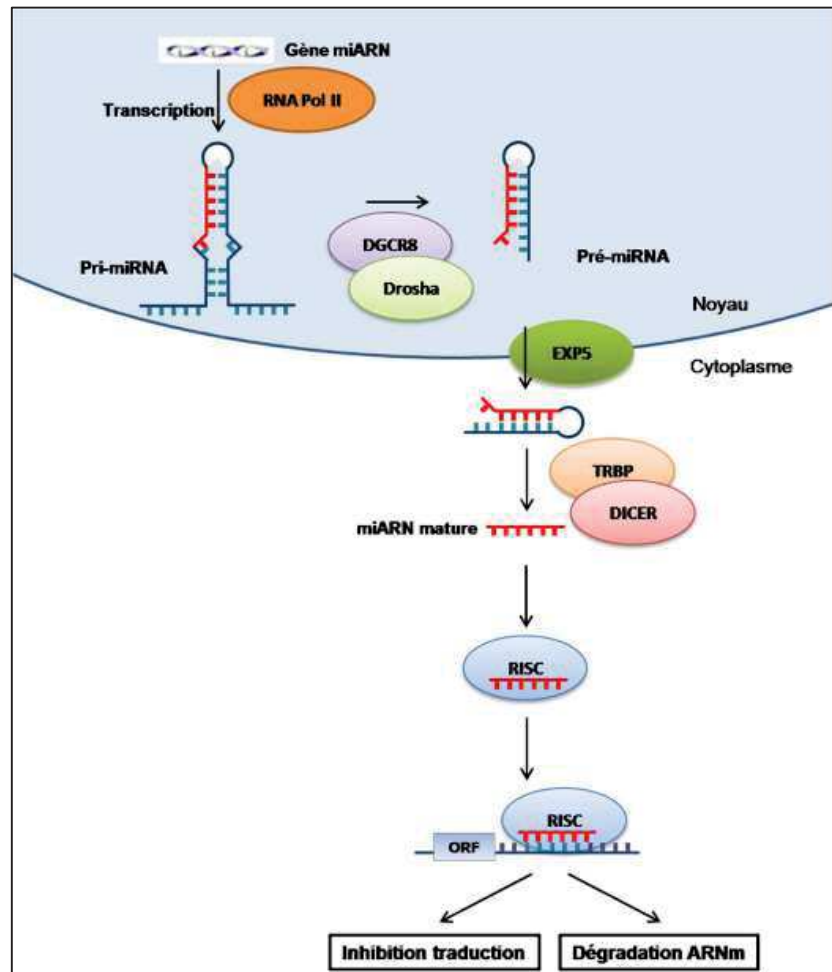 Gène miARN
RNA Pol II
Transcription
DGCR8
Drosha
Pri-miRNA
Pré-miRNA
Noyau
EXP5
Cytoplasme
TRBP
DICER
miARN mature
RISC
RISC
ORF
Inhibition traduction
Dégradation ARNm